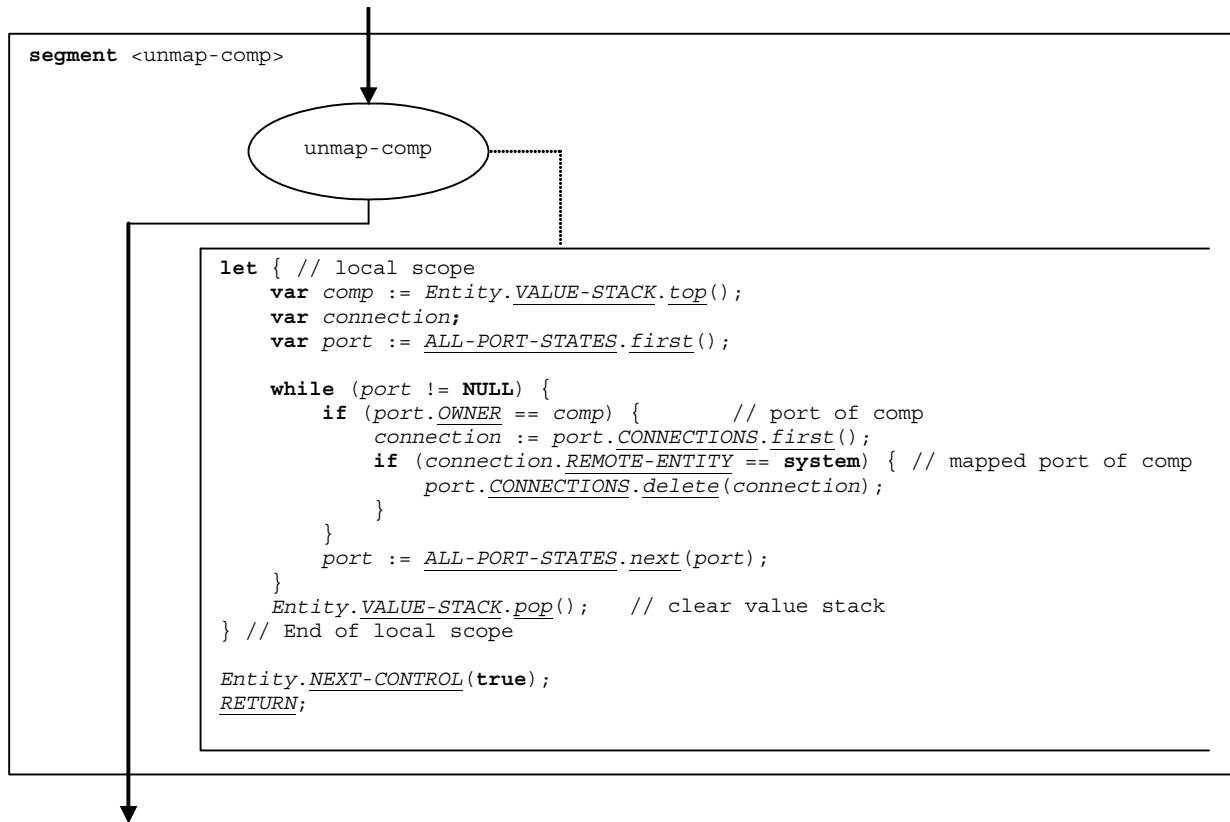 segment <unmap-comp>
unmap-comp
let { // local scope
var comp := Entity.VALUE-STACK.top();
var connection;
var port := ALL-PORT-STATES.first();
while (port != NULL) {
if (port.OWNER == comp) { // port of comp
connection := port.CONNECTIONS.first();
if (connection.REMOTE-ENTITY == system) { // mapped port of comp
port.CONNECTIONS.delete(connection);
}
}
port := ALL-PORT-STATES.next(port);
}
Entity.VALUE-STACK.pop(); // clear value stack
} // End of local scope
Entity.NEXT-CONTROL(true);
RETURN;